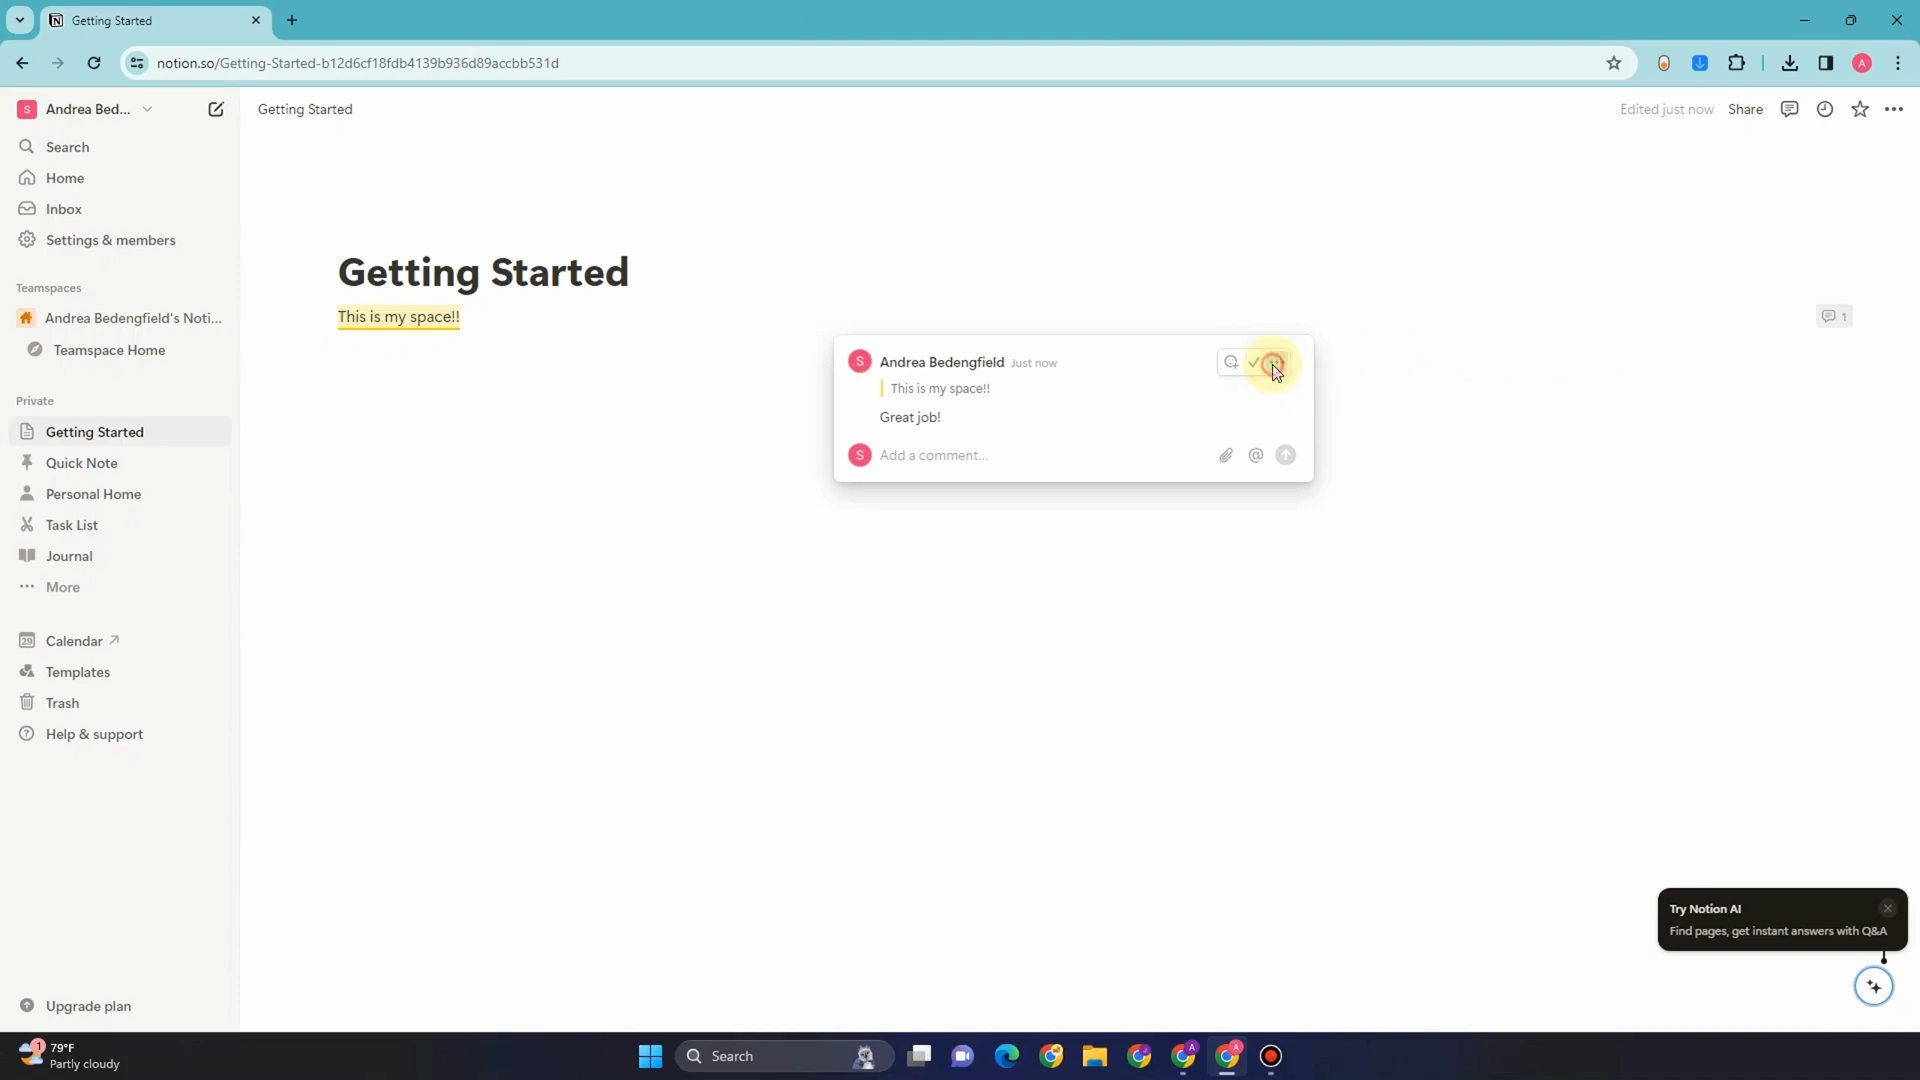 Getting Started
notion.so/Getting-Started-b12d6cf18fdb4139b936d89accbb531d
A
S Andrea Bed...
Getting Started
Edited just now Share
Search
Home
Inbox
Settings & members
Teamspaces
Andrea Bedengfield's Noti...
Teamspace Home
Private
Getting Started
Quick Note
Personal Home
Task List
Journal
More
29 Calendar
Templates
Trash
Help & support
Upgrade plan
Getting Started
This is my space!!
1
S Andrea Bedengfield Just now
This is my space!!
Great job!
S Add a comment...
@
Try Notion AI
Find pages, get instant answers with Q&A
1 79°F
Partly cloudy
Search
J
A
A